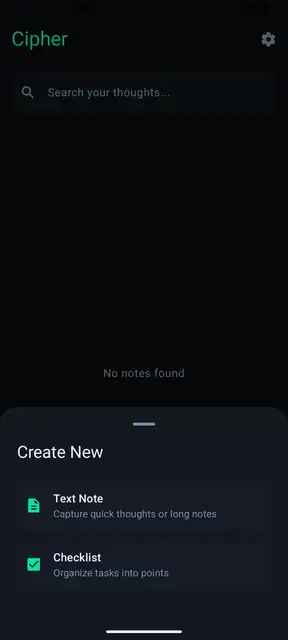 Cipher
Search your thoughts...
No notes found
Create New
Text Note
Capture quick thoughts or long notes
Checklist
Organize tasks into points